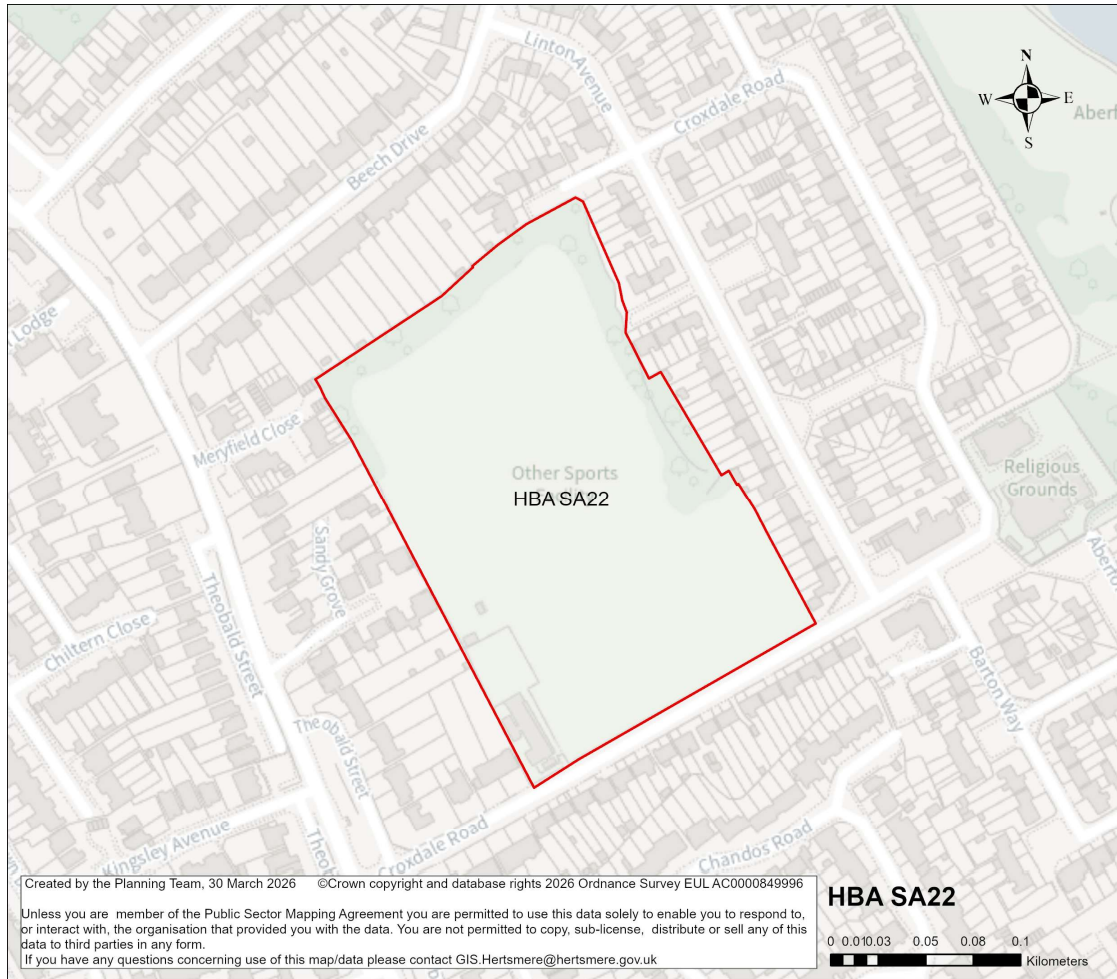 Linton Avenue
Croxdale Road
N
W E
S
Aberf
Beech Drive
Lodge
Meryfield Close
Other Sports
HBA SA22
Religious
Grounds
Sandy Grove
Theobald Street
Chiltern Close
Barton Way
Theobald Street
Kingsley Avenue
Croxdale Road
Chandos Road
Created by the Planning Team, 30 March 2026 ©Crown copyright and database rights 2026 Ordnance Survey EUL AC0000849996
Unless you are member of the Public Sector Mapping Agreement you are permitted to use this data solely to enable you to respond to,
or interact with, the organisation that provided you with the data. You are not permitted to copy, sub-license, distribute or sell any of this
data to third parties in any form.
If you have any questions concerning use of this map/data please contact GIS.Hertsmere@hertsmere.gov.uk
HBA SA22
0 0.01 0.03 0.05 0.08 0.1
Kilometers